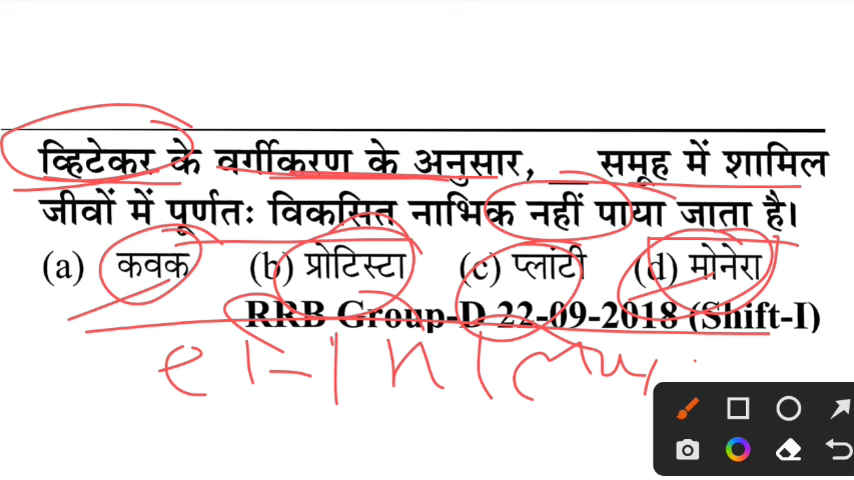 व्हिटेकर के वर्गीकरण के अनुसार, __ समूह में शामिल
जीवों में पूर्णतः विकसित नाभिक नहीं पाया जाता है।
(a) कवक (b) प्रोटिस्टा (c) प्लांटी (d) मोनेरा
RRB Group-D 22-09-2018 (Shift-I)